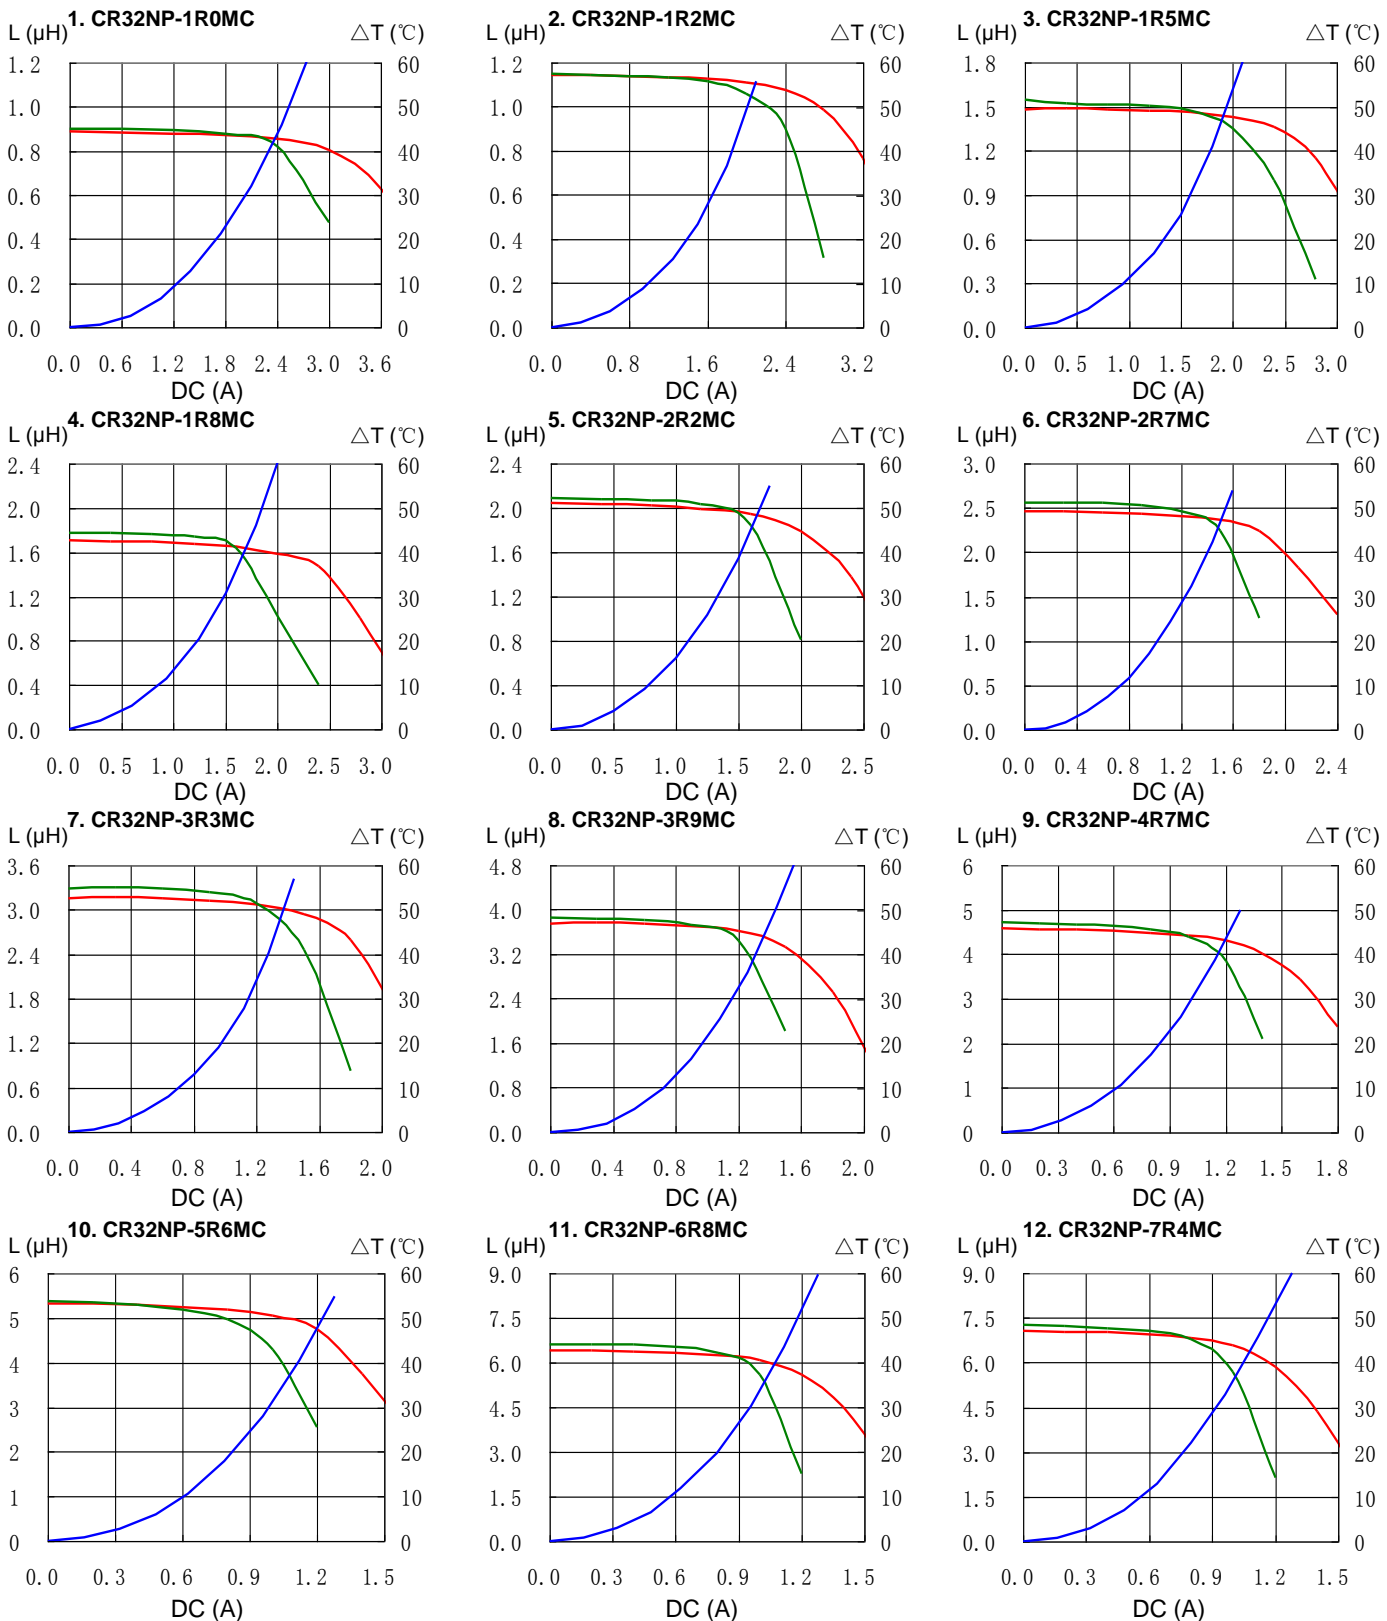 1. CR32NP-1R0MC
L (µH) △T (℃)
1.2 60
1.0 50
0.8 40
0.6 30
0.4 20
0.2 10
0.0 0
0.0 0.6 1.2 1.8 2.4 3.0 3.6
DC (A)
2. CR32NP-1R2MC
L (µH) △T (℃)
1.2 60
1.0 50
0.8 40
0.6 30
0.4 20
0.2 10
0.0 0
0.0 0.8 1.6 2.4 3.2
DC (A)
3. CR32NP-1R5MC
L (µH) △T (℃)
1.8 60
1.5 50
1.2 40
0.9 30
0.6 20
0.3 10
0.0 0
0.0 0.5 1.0 1.5 2.0 2.5 3.0
DC (A)
4. CR32NP-1R8MC
L (µH) △T (℃)
2.4 60
2.0 50
1.6 40
1.2 30
0.8 20
0.4 10
0.0 0
0.0 0.5 1.0 1.5 2.0 2.5 3.0
DC (A)
5. CR32NP-2R2MC
L (µH) △T (℃)
2.4 60
2.0 50
1.6 40
1.2 30
0.8 20
0.4 10
0.0 0
0.0 0.5 1.0 1.5 2.0 2.5
DC (A)
6. CR32NP-2R7MC
L (µH) △T (℃)
3.0 60
2.5 50
2.0 40
1.5 30
1.0 20
0.5 10
0.0 0
0.0 0.4 0.8 1.2 1.6 2.0 2.4
DC (A)
7. CR32NP-3R3MC
L (µH) △T (℃)
3.6 60
3.0 50
2.4 40
1.8 30
1.2 20
0.6 10
0.0 0
0.0 0.4 0.8 1.2 1.6 2.0
DC (A)
8. CR32NP-3R9MC
L (µH) △T (℃)
4.8 60
4.0 50
3.2 40
2.4 30
1.6 20
0.8 10
0.0 0
0.0 0.4 0.8 1.2 1.6 2.0
DC (A)
9. CR32NP-4R7MC
L (µH) △T (℃)
6 60
5 50
4 40
3 30
2 20
1 10
0 0
0.0 0.3 0.6 0.9 1.2 1.5 1.8
DC (A)
10. CR32NP-5R6MC
L (µH) △T (℃)
6 60
5 50
4 40
3 30
2 20
1 10
0 0
0.0 0.3 0.6 0.9 1.2 1.5
DC (A)
11. CR32NP-6R8MC
L (µH) △T (℃)
9.0 60
7.5 50
6.0 40
4.5 30
3.0 20
1.5 10
0.0 0
0.0 0.3 0.6 0.9 1.2 1.5
DC (A)
12. CR32NP-7R4MC
L (µH) △T (℃)
9.0 60
7.5 50
6.0 40
4.5 30
3.0 20
1.5 10
0.0 0
0.0 0.3 0.6 0.9 1.2 1.5
DC (A)